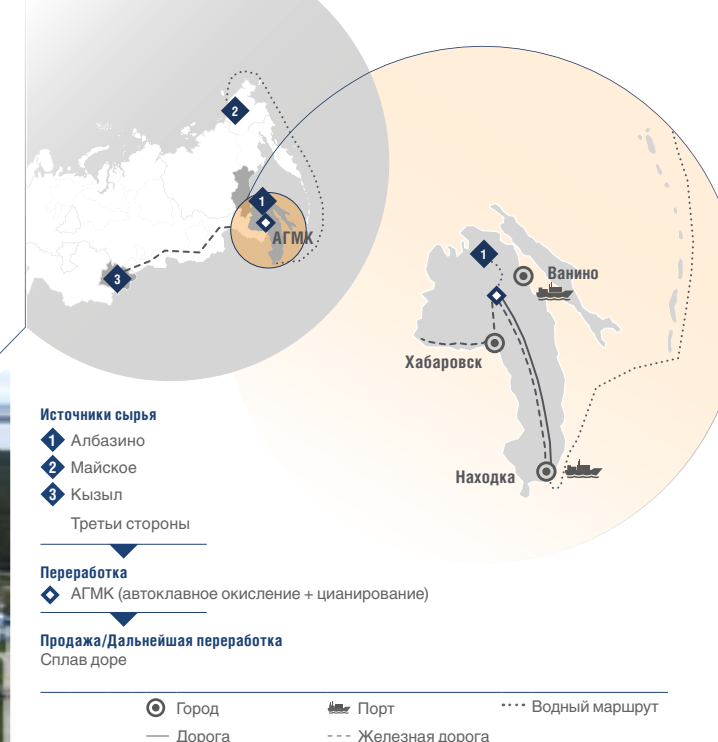 2
1
АГМК
3
1
Ванино
Хабаровск
Находка
Источники сырья
1 Албазино
2 Майское
3 Кызыл
Третьи стороны
Переработка
АГМК (автоклавное окисление + цианирование)
Продажа/Дальнейшая переработка
Сплав доре
Город Порт Водный маршрут
Дорога Железная дорога